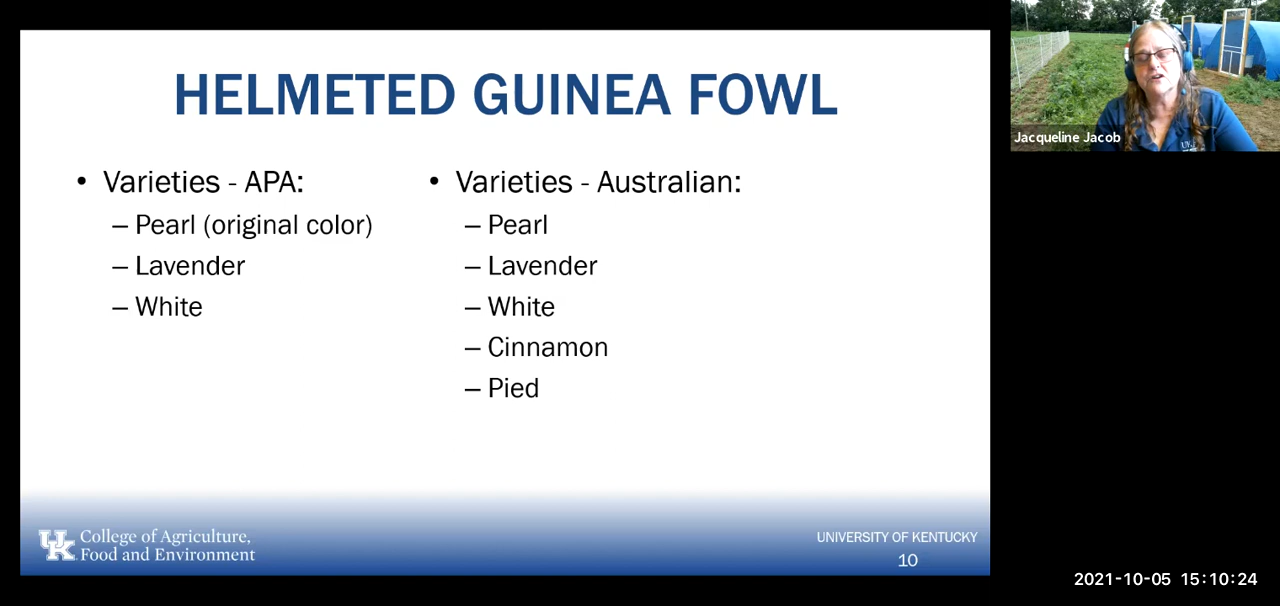 HELMETED GUINEA FOWL
• Varieties - APA:
– Pearl (original color)
– Lavender
– White
• Varieties - Australian:
– Pearl
– Lavender
– White
– Cinnamon
– Pied
UK College of Agriculture,
Food and Environment
UNIVERSITY OF KENTUCKY
10
Jacqueline Jacob
2021-10-05 15:10:24